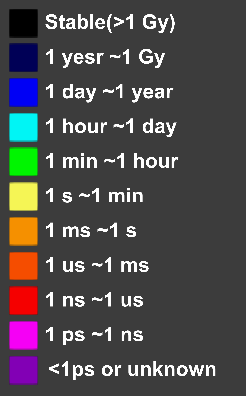 Stable(>1 Gy)
1 yesr ~1 Gy
1 day ~1 year
1 hour ~1 day
1 min ~1 hour
1 s ~1 min
1 ms ~1 s
1 us ~1 ms
1 ns ~1 us
1 ps ~1 ns
<1ps or unknown